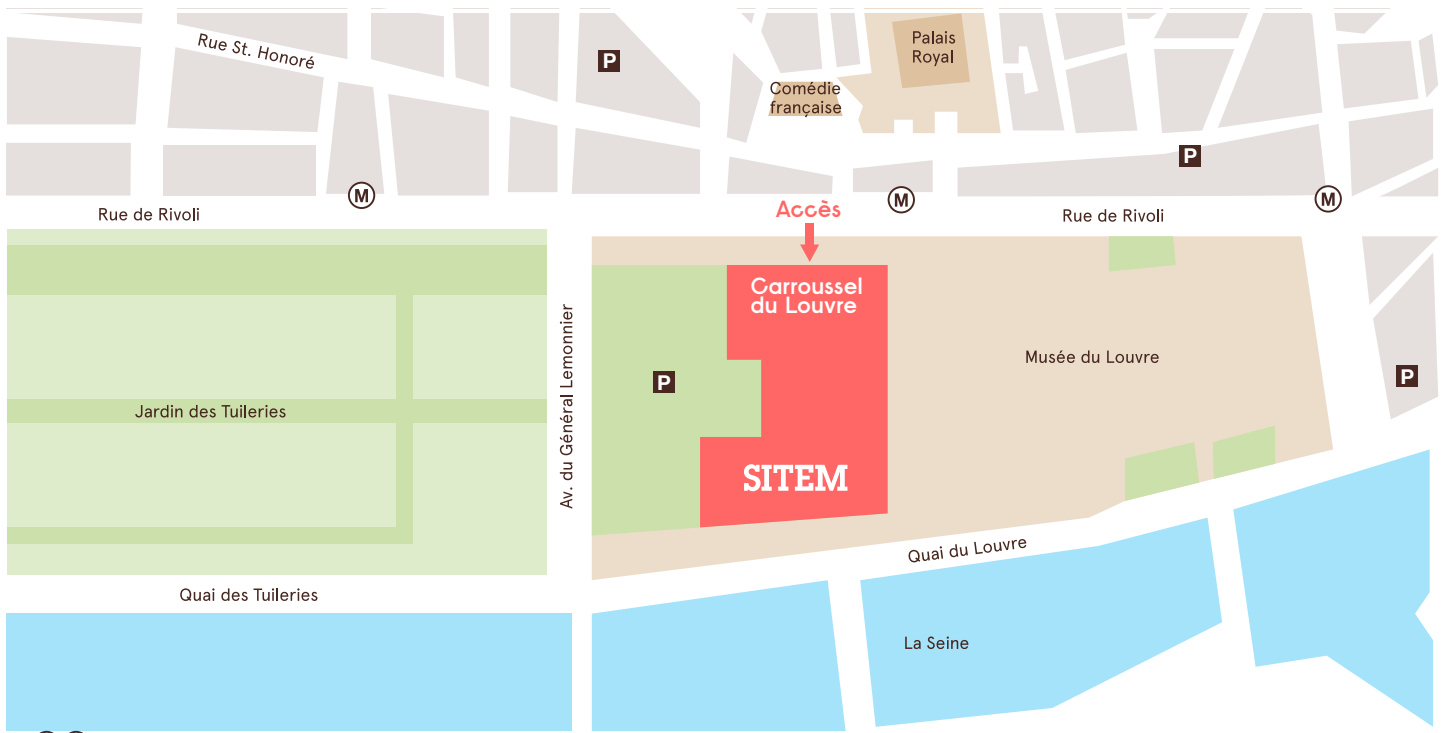 Rue St. Honoré
P
Palais
Royal
Comédie
française
P
M
M
M
Rue de Rivoli
Accès
Rue de Rivoli
Carroussel
du Louvre
Av. du Général Lemonnier
Musée du Louvre
P
P
Jardin des Tuileries
SITEM
Quai du Louvre
Quai des Tuileries
La Seine